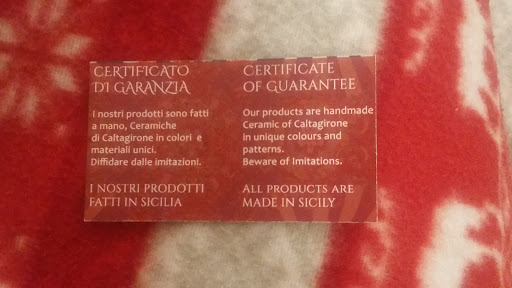 CERTIFICATO
DI GARANZIA
I nostri prodotti sono fatti
a mano, Ceramiche
di Caltagirone in colori e
materiali unici.
Diffidare dalle imitazioni.
I NOSTRI PRODOTTI
FATTI IN SICILIA
CERTIFICATE
OF GUARANTEE
Our products are handmade
Ceramic of Caltagirone
in unique colours and
patterns.
Beware of Imitations.
ALL PRODUCTS ARE
MADE IN SICILY